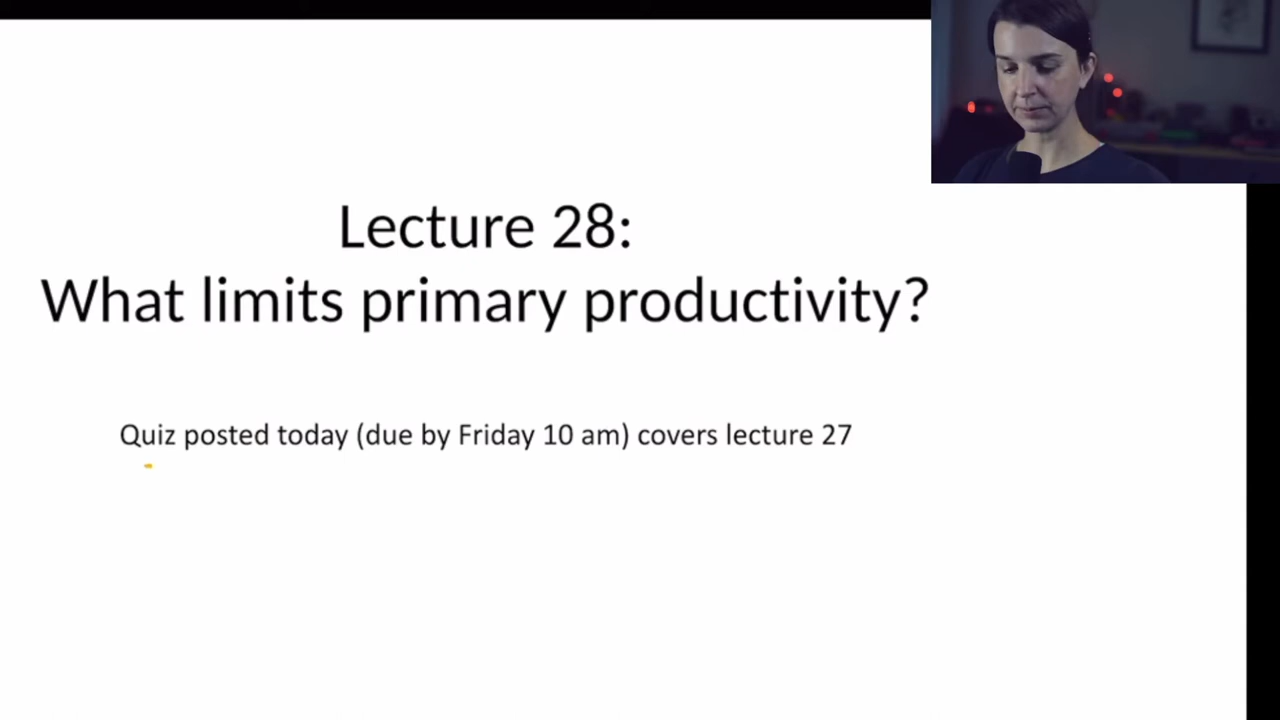 Lecture 28:
What limits primary productivity?
Quiz posted today (due by Friday 10 am) covers lecture 27